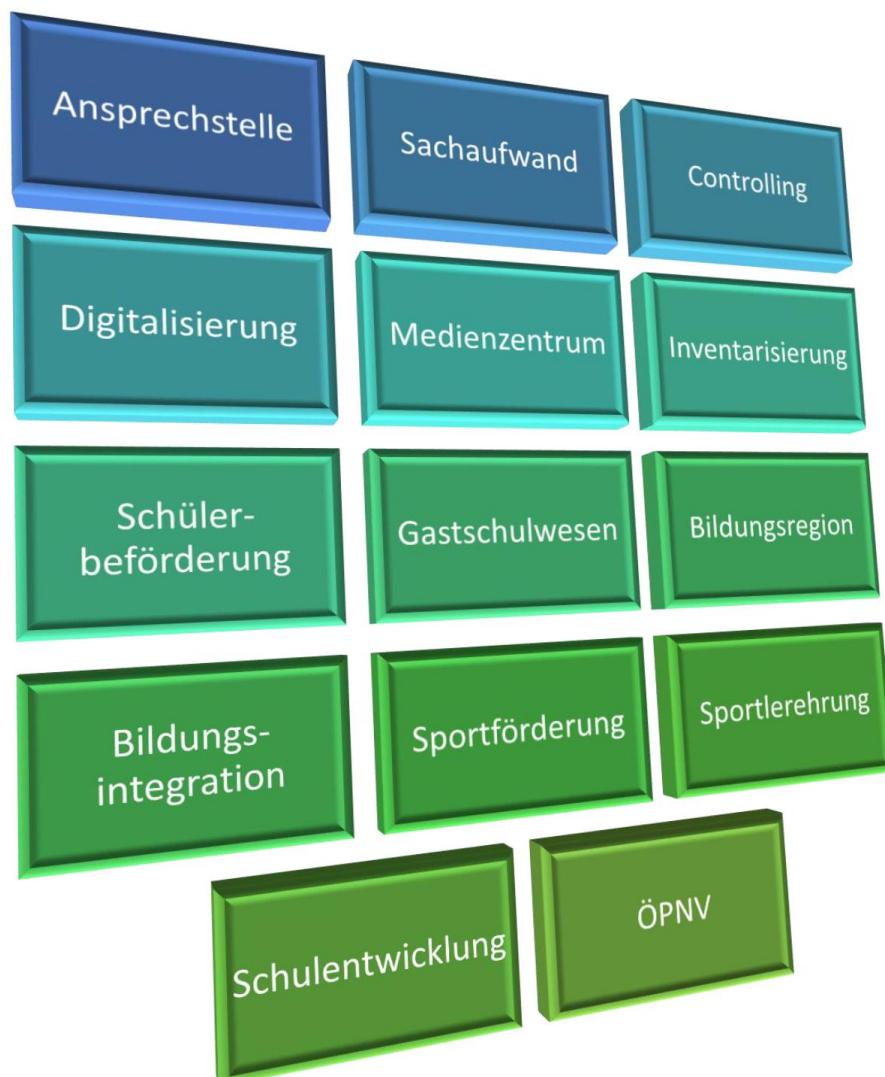 Ansprechstelle
Sachaufwand
Controlling
Digitalisierung
Medienzentrum
Inventarisierung
Schüler-
beförderung
Gastschulwesen
Bildungsregion
Bildungs-
integration
Sportförderung
Sportlerehrung
Schulentwicklung
ÖPNV